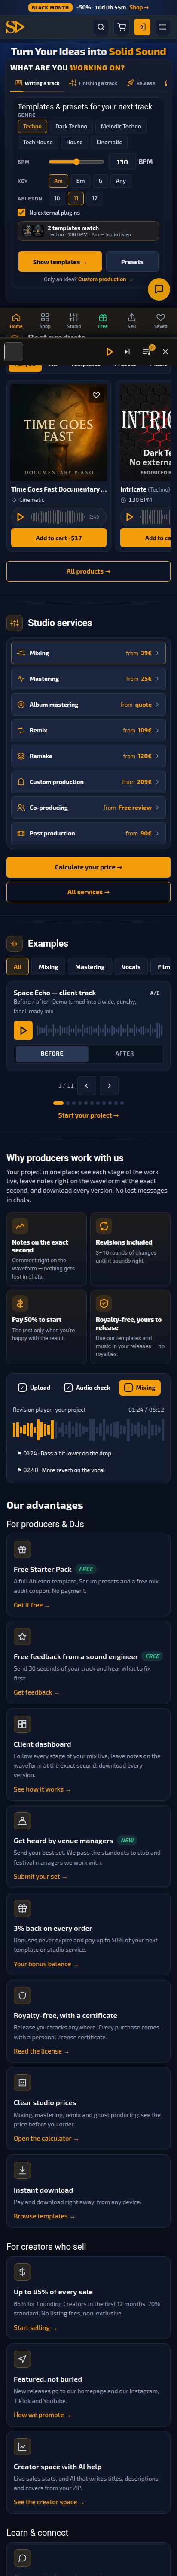 BLACK MONTH −50% · 10d 0h 55m Shop →
SP
Turn Your Ideas into Solid Sound
WHAT ARE YOU WORKING ON?
Writing a track
Finishing a track
Release
Templates & presets for your next track
GENRE
Techno
Dark Techno
Melodic Techno
Tech House
House
Cinematic
BPM
130 BPM
KEY
Am
Bm
G
Any
ABLETON
10
11
12
No external plugins
2 templates match
Techno · 130 BPM · Am — tap to listen
Show templates →
Presets
Only an idea? Custom production →
Home
Shop
Studio
Free
Sell
Saved
TIME GOES FAST
DOCUMENTARY PIANO
Time Goes Fast Documentary ...
Cinematic
2:49
Add to cart · $17
INTRIC
Dark Te
No externa
PRODUCED
Intricate (Techno)
130 BPM
Add to ca
All products →
Studio services
Mixing from 39€
Mastering from 25€
Album mastering from quote
Remix from 109€
Remake from 120€
Custom production from 209€
Co-producing from Free review
Post production from 90€
Calculate your price →
All services →
Examples
All
Mixing
Mastering
Vocals
Film
Space Echo — client track A/B
Before / after · Demo turned into a wide, punchy,
label-ready mix
BEFORE
AFTER
1 / 11
Start your project →
Why producers work with us
Your project in one place: see each stage of the work
live, leave notes right on the waveform at the exact
second, and download every version. No lost messages
in chats.
Notes on the exact
second
Comment right on the
waveform — nothing gets
lost in chats.
Revisions included
3–10 rounds of changes
until it sounds right.
Pay 50% to start
The rest only when you're
happy with the result.
Royalty-free, yours to
release
Use our templates and
music in your releases — no
royalties.
Upload
Audio check
Mixing
Revision player · your project 01:24 / 05:12
01:24 · Bass a bit lower on the drop
02:40 · More reverb on the vocal
Our advantages
For producers & DJs
Free Starter Pack FREE
A full Ableton template, Serum presets and a free mix
audit coupon. No payment.
Get it free →
Free feedback from a sound engineer FREE
Send 30 seconds of your track and hear what to fix
first.
Get feedback →
Client dashboard
Follow every stage of your mix live, leave notes on the
waveform at the exact second, download every
version.
See how it works →
Get heard by venue managers NEW
Send your best set. We pass the standouts to club and
festival managers we work with.
Submit your set →
3% back on every order
Bonuses never expire and pay up to 50% of your next
template or studio service.
Your bonus balance →
Royalty-free, with a certificate
Release your tracks anywhere. Every purchase comes
with a personal license certificate.
Read the license →
Clear studio prices
Mixing, mastering, remix and ghost producing: see the
price before you order.
Open the calculator →
Instant download
Pay and download right away, from any device.
Browse templates →
For creators who sell
Up to 85% of every sale
85% for Founding Creators in the first 12 months, 70%
standard. No listing fees, non-exclusive.
Start selling →
Featured, not buried
New releases go to our homepage and our Instagram,
TikTok and YouTube.
How we promote →
Creator space with AI help
Live sales stats, and AI that writes titles, descriptions
and covers from your ZIP.
See the creator space →
Learn & connect